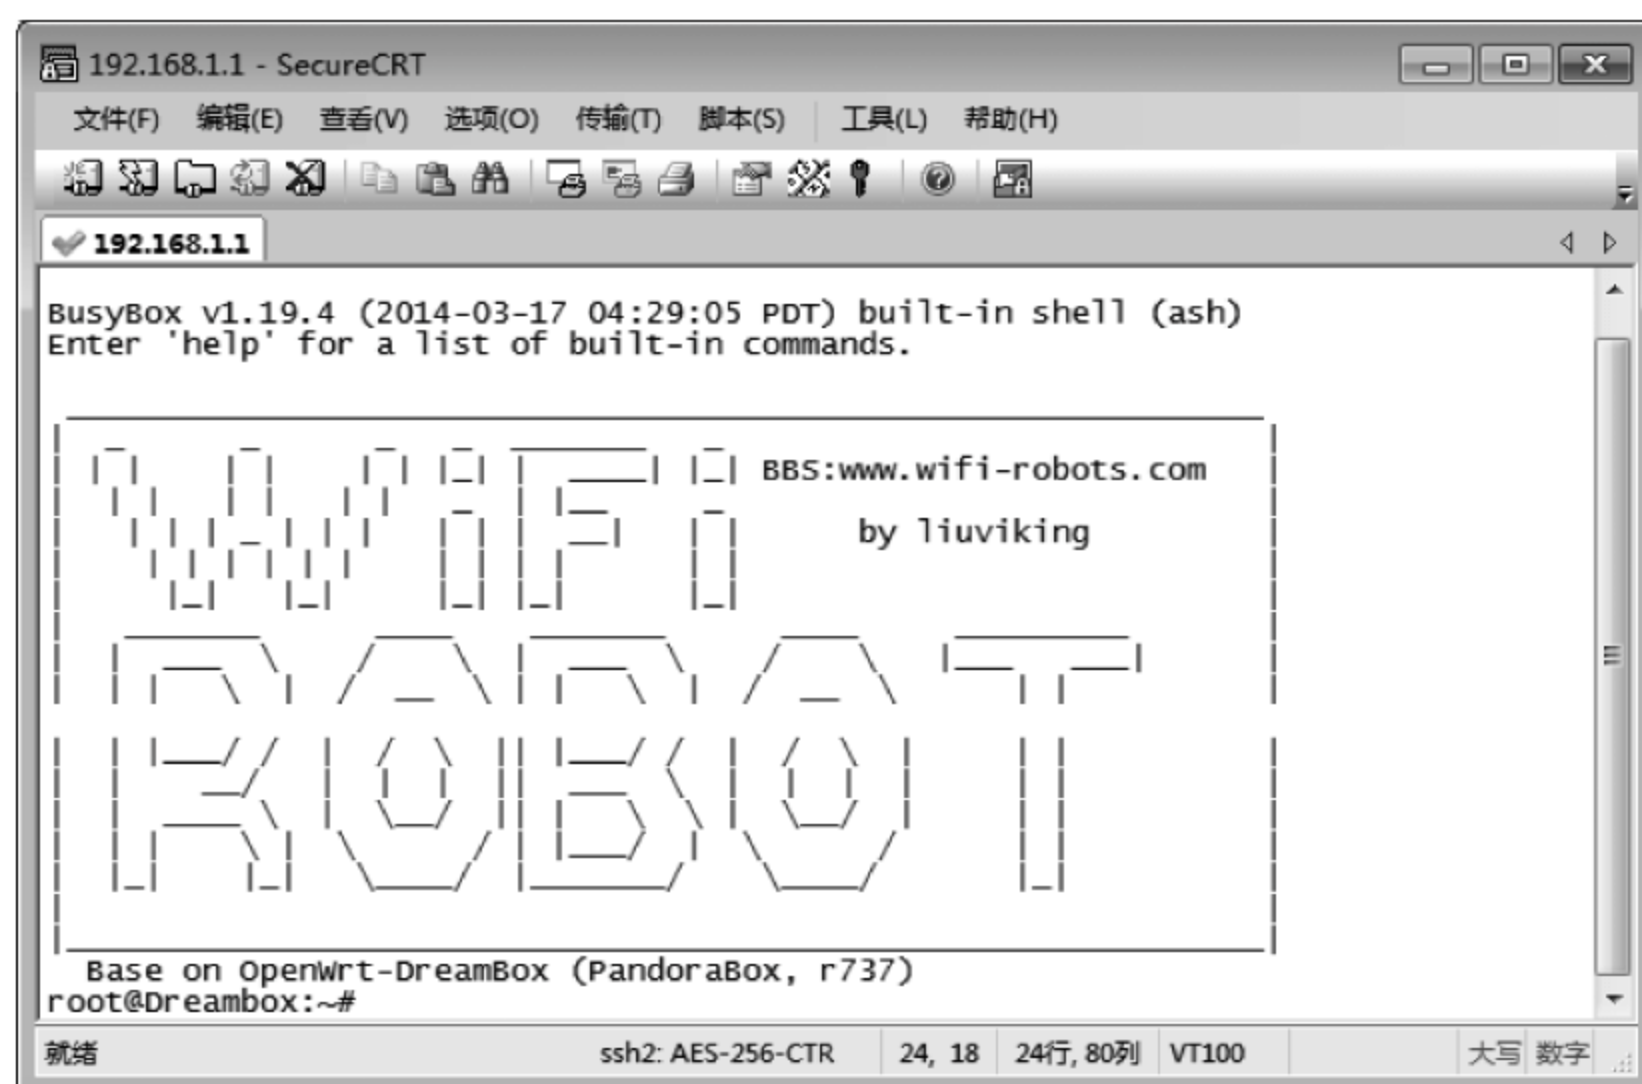 192.168.1.1 - SecureCRT
文件(F) 编辑(E) 查看(V) 选项(O) 传输(T) 脚本(S) 工具(L) 帮助(H)
192.168.1.1
BusyBox v1.19.4 (2014-03-17 04:29:05 PDT) built-in shell (ash)
Enter 'help' for a list of built-in commands.
WiFi BBS:www.wifi-robots.com
by liuviking
ROBOT
Base on OpenWrt-DreamBox (PandoraBox, r737)
root@Dreambox:~#
就绪 ssh2: AES-256-CTR 24, 18 24行, 80列 VT100 大写 数字